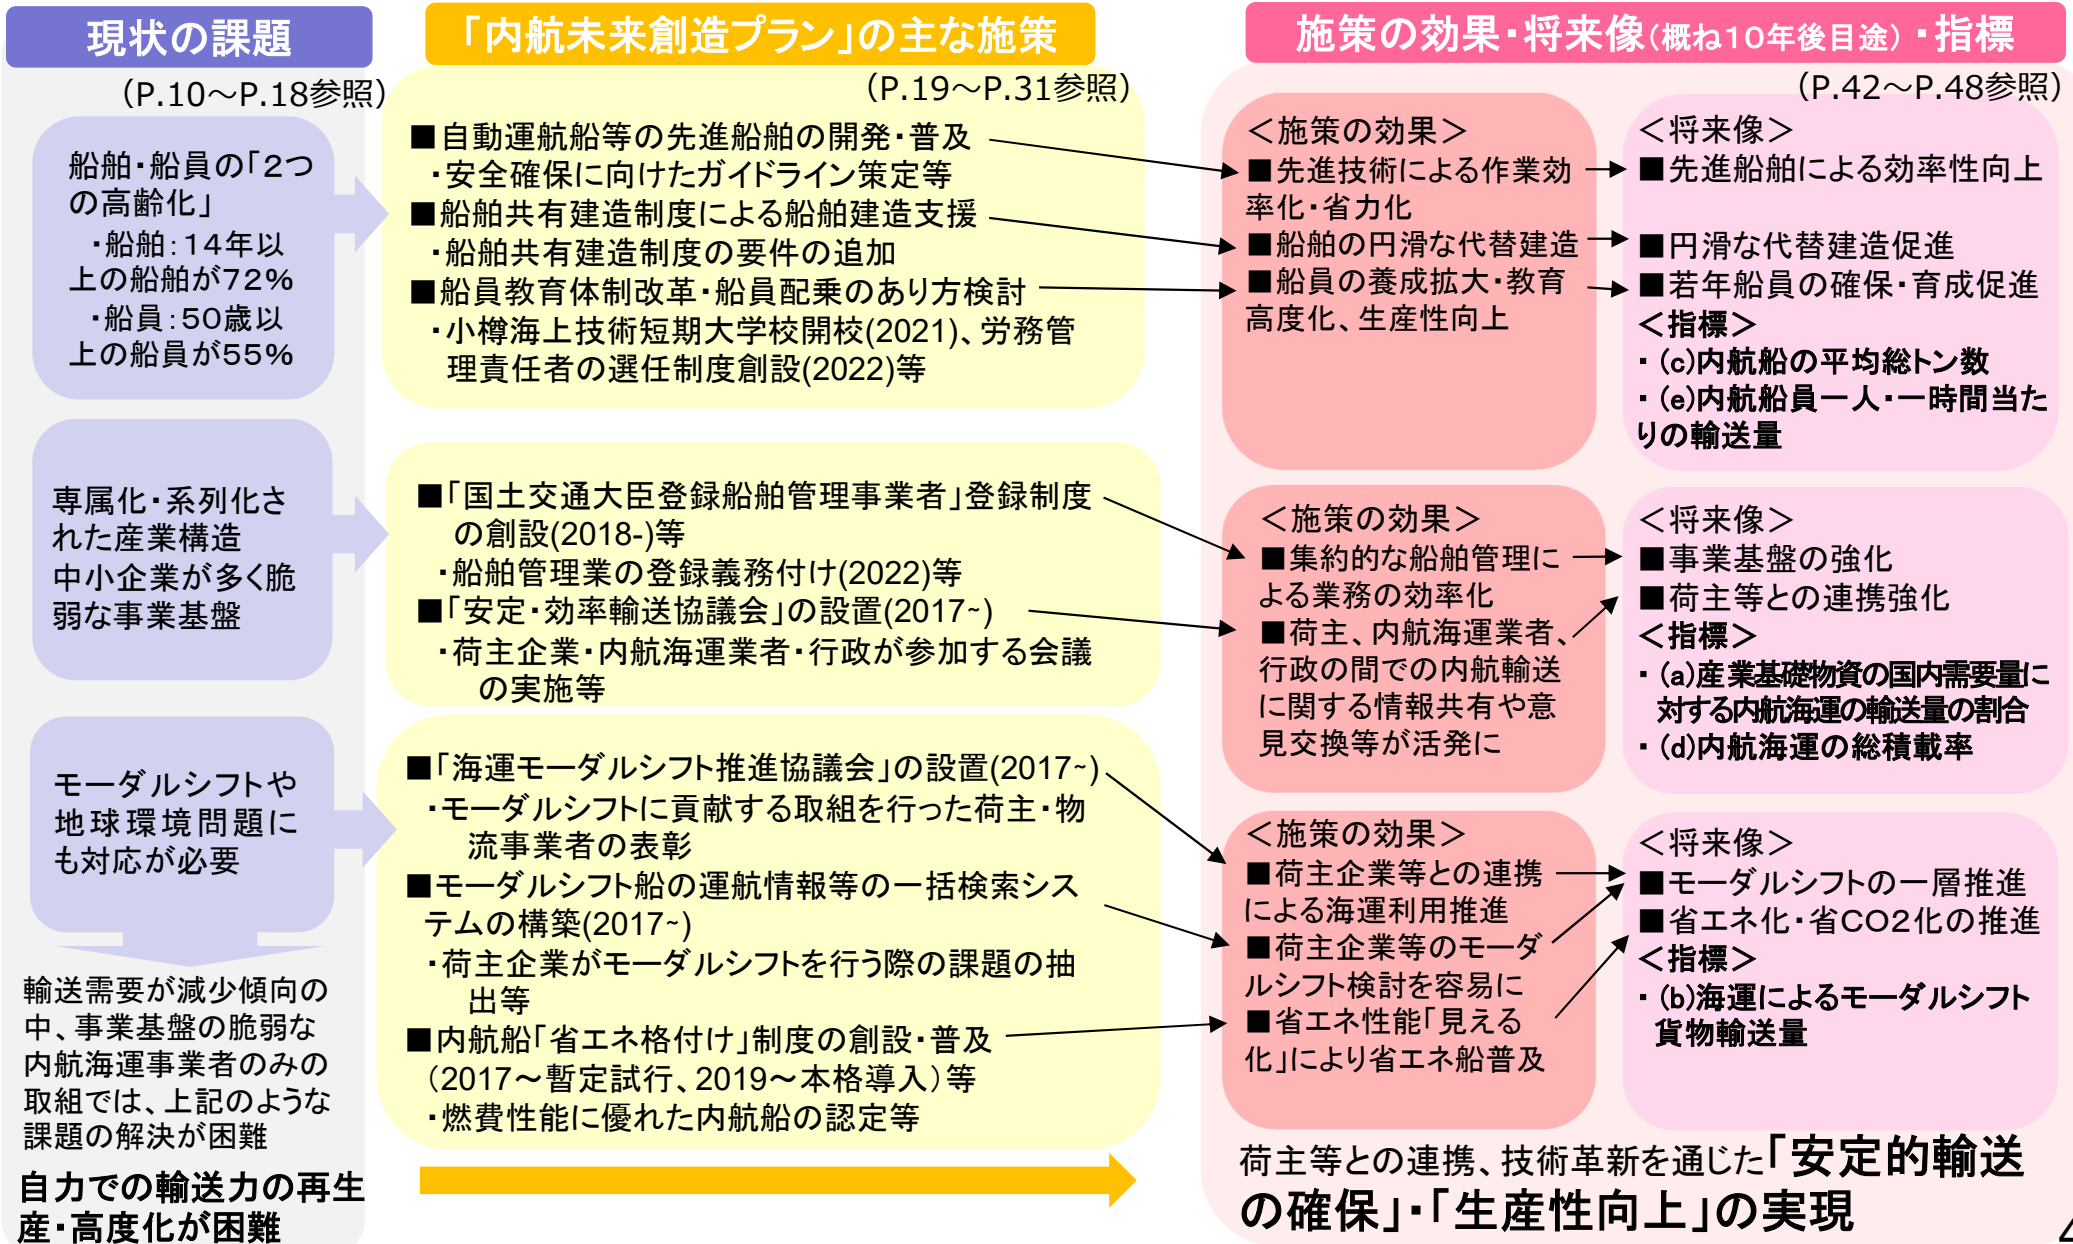 現状の課題
(P.10～P.18参照)
船舶・船員の「２つ
の高齢化」
・船舶：１４年以
上の船舶が７２％
・船員：５０歳以
上の船員が５５％
専属化・系列化さ
れた産業構造
中小企業が多く脆
弱な事業基盤
モーダルシフトや
地球環境問題に
も対応が必要
輸送需要が減少傾向の
中、事業基盤の脆弱な
内航海運事業者のみの
取組では、上記のような
課題の解決が困難
自力での輸送力の再生
産・高度化が困難
「内航未来創造プラン」の主な施策
(P.19～P.31参照)
■自動運航船等の先進船舶の開発・普及
・安全確保に向けたガイドライン策定等
■船舶共有建造制度による船舶建造支援
・船舶共有建造制度の要件の追加
■船員教育体制改革・船員配乗のあり方検討
・小樽海上技術短期大学校開校(2021)、労務管
理責任者の選任制度創設(2022)等
■「国土交通大臣登録船舶管理事業者」登録制度
の創設(2018-)等
・船舶管理業の登録義務付け(2022)等
■「安定・効率輸送協議会」の設置(2017~)
・荷主企業・内航海運業者・行政が参加する会議
の実施等
■「海運モーダルシフト推進協議会」の設置(2017~)
・モーダルシフトに貢献する取組を行った荷主・物
流事業者の表彰
■モーダルシフト船の運航情報等の一括検索シス
テムの構築(2017~)
・荷主企業がモーダルシフトを行う際の課題の抽
出等
■内航船「省エネ格付け」制度の創設・普及
（2017～暫定試行、2019～本格導入）等
・燃費性能に優れた内航船の認定等
施策の効果・将来像(概ね１０年後目途)・指標
(P.42～P.48参照)
＜施策の効果＞
■先進技術による作業効
率化・省力化
■船舶の円滑な代替建造
■船員の養成拡大・教育
高度化、生産性向上
＜将来像＞
■先進船舶による効率性向上
■円滑な代替建造促進
■若年船員の確保・育成促進
＜指標＞
・(c)内航船の平均総トン数
・(e)内航船員一人・一時間当た
りの輸送量
＜施策の効果＞
■集約的な船舶管理に
よる業務の効率化
■荷主、内航海運業者、
行政の間での内航輸送
に関する情報共有や意
見交換等が活発に
＜将来像＞
■事業基盤の強化
■荷主等との連携強化
＜指標＞
・(a)産業基礎物資の国内需要量に
対する内航海運の輸送量の割合
・(d)内航海運の総積載率
＜施策の効果＞
■荷主企業等との連携
による海運利用推進
■荷主企業等のモーダ
ルシフト検討を容易に
■省エネ性能「見える
化」により省エネ船普及
＜将来像＞
■モーダルシフトの一層推進
■省エネ化・省CO２化の推進
＜指標＞
・(b)海運によるモーダルシフト
貨物輸送量
荷主等との連携、技術革新を通じた「安定的輸送
の確保」・「生産性向上」の実現